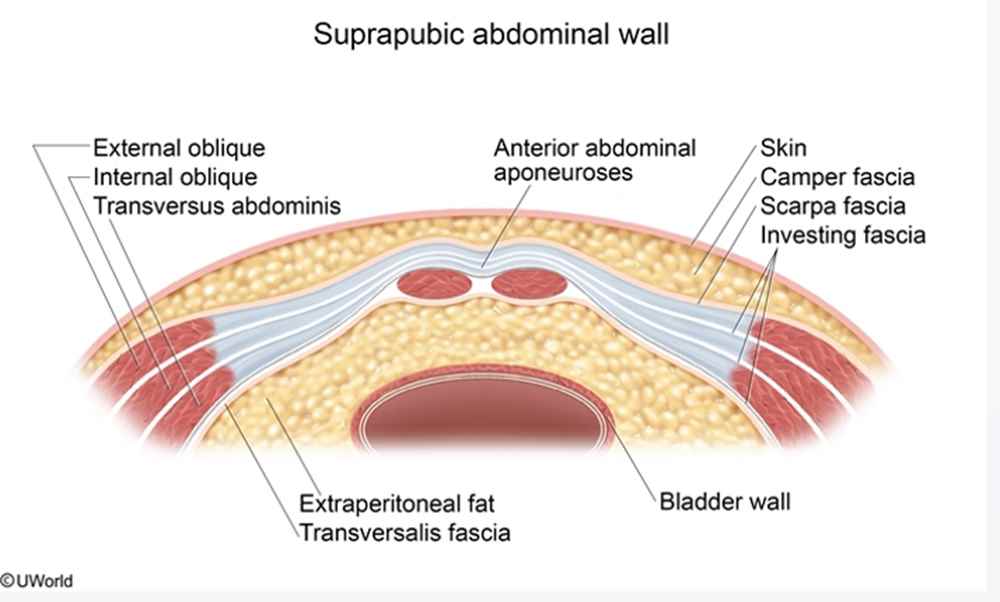 Suprapubic abdominal wall
External oblique
Internal oblique
Transversus abdominis
Anterior abdominal
aponeuroses
Skin
Camper fascia
Scarpa fascia
Investing fascia
Extraperitoneal fat
Transversalis fascia
Bladder wall
©UWorld